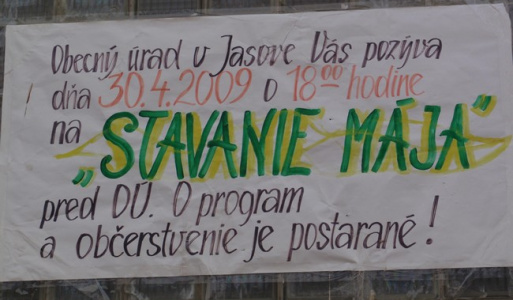 Obecný úrad v Jasove Vás pozýva
dňa 30.4.2009 o 18⁰⁰ hodine
na
„STAVANIE MÁJA"
pred OÚ. O program
a občerstvenie je postarané!